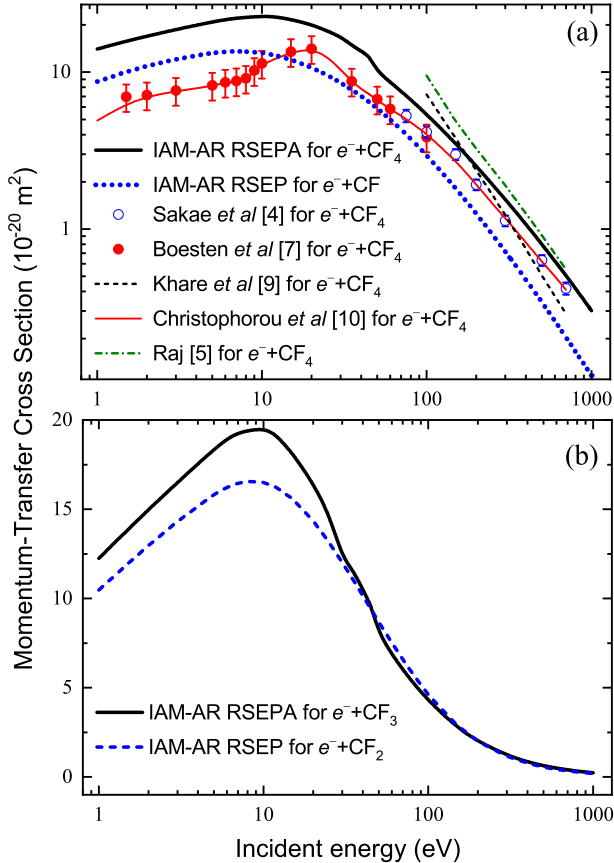 Momentum-Transfer Cross Section (10⁻²⁰ m²)
(a)
10
1
IAM-AR RSEPA for e⁻+CF₄
IAM-AR RSEP for e⁻+CF
Sakae et al [4] for e⁻+CF₄
Boesten et al [7] for e⁻+CF₄
Khare et al [9] for e⁻+CF₄
Christophorou et al [10] for e⁻+CF₄
Raj [5] for e⁻+CF₄
1 10 100 1000
(b)
20
15
10
5
0
IAM-AR RSEPA for e⁻+CF₃
IAM-AR RSEP for e⁻+CF₂
1 10 100 1000
Incident energy (eV)